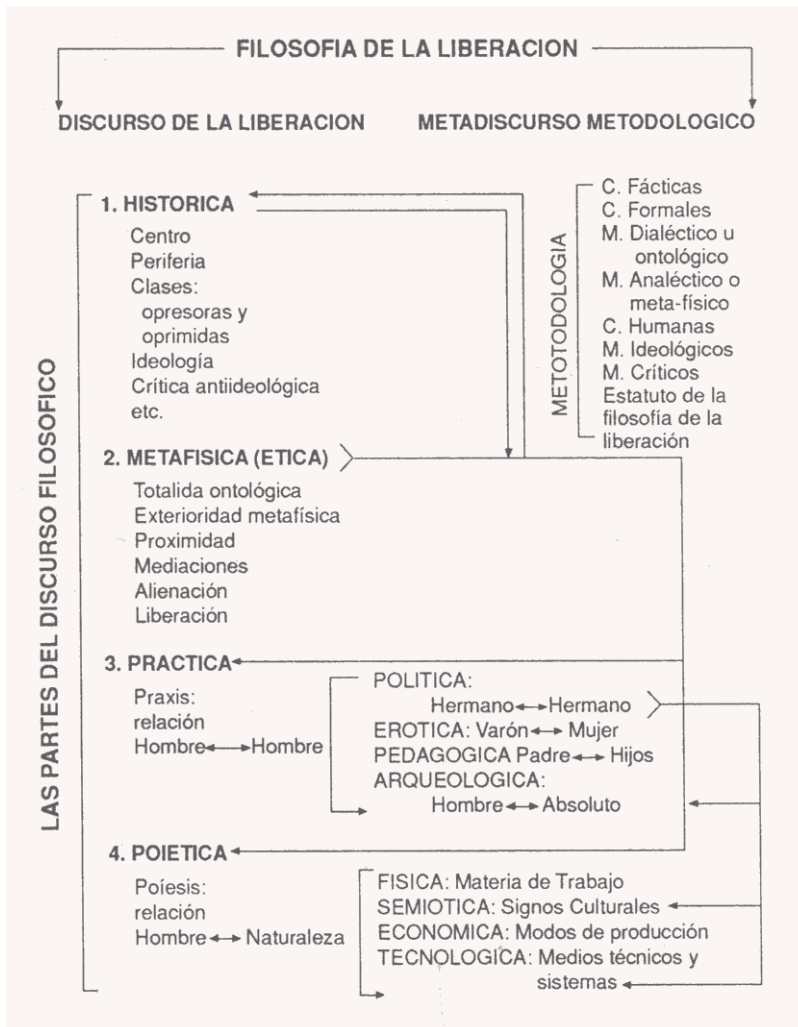 FILOSOFIA DE LA LIBERACION
DISCURSO DE LA LIBERACION
METADISCURSO METODOLOGICO
LAS PARTES DEL DISCURSO FILOSOFICO
1. HISTORICA
Centro
Periferia
Clases:
opresoras y
oprimidas
Ideología
Crítica antiideológica
etc.
METOTODOLOGIA
C. Fácticas
C. Formales
M. Dialéctico u
ontológico
M. Analéctico o
meta-físico
C. Humanas
M. Ideológicos
M. Críticos
Estatuto de la
filosofía de la
liberación
2. METAFISICA (ETICA)
Totalida ontológica
Exterioridad metafísica
Proximidad
Mediaciones
Alienación
Liberación
3. PRACTICA
Praxis:
relación
Hombre↔Hombre
POLITICA:
Hermano↔Hermano
EROTICA: Varón↔Mujer
PEDAGOGICA Padre↔Hijos
ARQUEOLOGICA:
Hombre↔Absoluto
4. POIETICA
Poíesis:
relación
Hombre↔Naturaleza
FISICA: Materia de Trabajo
SEMIOTICA: Signos Culturales
ECONOMICA: Modos de producción
TECNOLOGICA: Medios técnicos y
sistemas